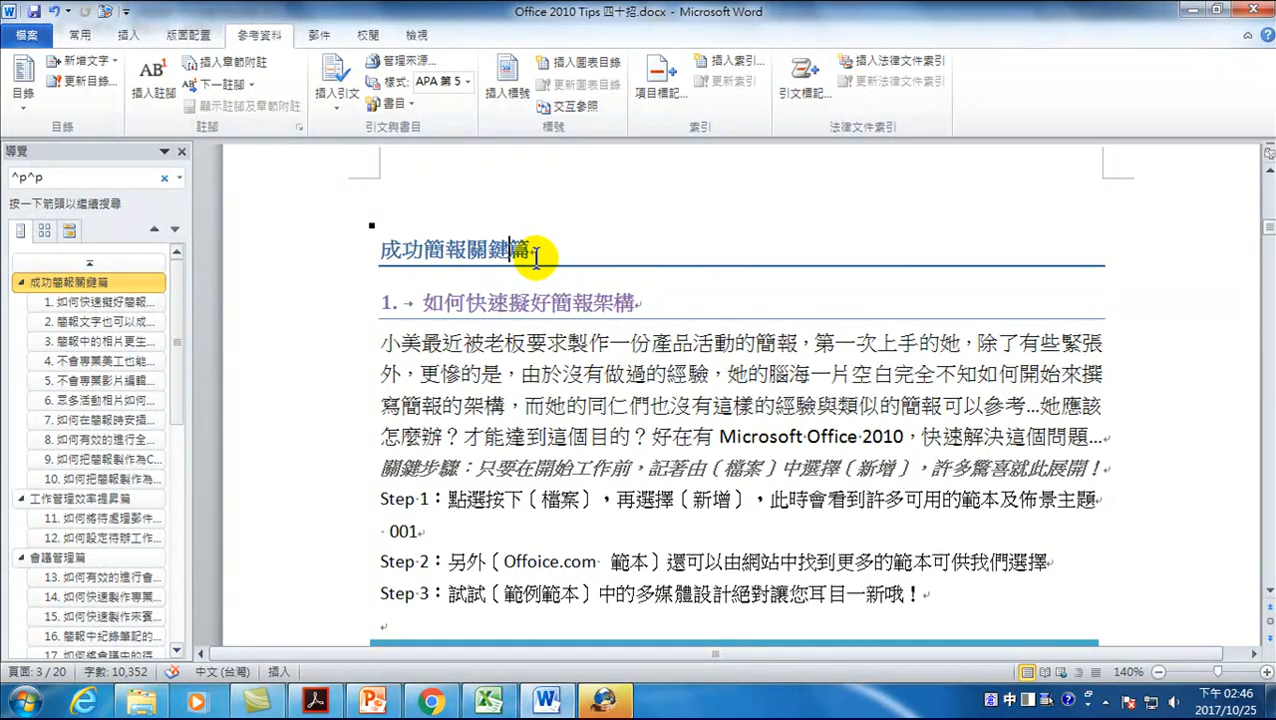 Office 2010 Tips 四十招.docx - Microsoft Word
檔案 常用 插入 版面配置 參考資料 郵件 校閱 檢視
目錄 新增文字 更新目錄...
AB¹ 插入註腳 插入章節附註 下一註腳 顯示註腳及章節附註
插入引文 管理來源... 樣式: APA 第 5 書目
插入標號 插入圖表目錄 更新圖表目錄 交互參照
項目標記... 插入索引... 更新索引
引文標記... 插入法律文件索引 更新法律文件索引
目錄 註腳 引文與書目 標號 索引 法律文件索引
導覽
^p^p
按一下箭頭以繼續搜尋
成功簡報關鍵篇
1. 如何快速擬好簡報...
2. 簡報文字也可以成...
3. 簡報中的相片更生...
4. 不會專業美工也能...
5. 不會專業影片編輯...
6. 眾多活動相片如何...
7. 如何在簡報時安插...
8. 如何有效的進行全...
9. 如何把簡報製作為C...
10. 如何把簡報製作為...
工作管理效率提昇篇
11. 如何將待處理郵件...
12. 如何設定待辦工作...
會議管理篇
13. 如何有效的進行會...
14. 如何快速製作專業...
15. 如何快速製作來賓...
16. 簡報中紀錄筆記的...
17. 如何將會議中的待...
成功簡報關鍵篇
1. 如何快速擬好簡報架構
小美最近被老板要求製作一份產品活動的簡報，第一次上手的她，除了有些緊張
外，更慘的是，由於沒有做過的經驗，她的腦海一片空白完全不知如何開始來撰
寫簡報的架構，而她的同仁們也沒有這樣的經驗與類似的簡報可以參考...她應該
怎麼辦？才能達到這個目的？好在有 Microsoft Office 2010，快速解決這個問題...
關鍵步驟：只要在開始工作前，記著由〔檔案〕中選擇〔新增〕，許多驚喜就此展開！
Step 1：點選按下〔檔案〕，再選擇〔新增〕，此時會看到許多可用的範本及佈景主題
001
Step 2：另外〔Offoice.com 範本〕還可以由網站中找到更多的範本可供我們選擇
Step 3：試試〔範例範本〕中的多媒體設計絕對讓您耳目一新哦！
頁面: 3 / 20 字數: 10,352 中文 (台灣) 插入 140%
下午 02:46
2017/10/25